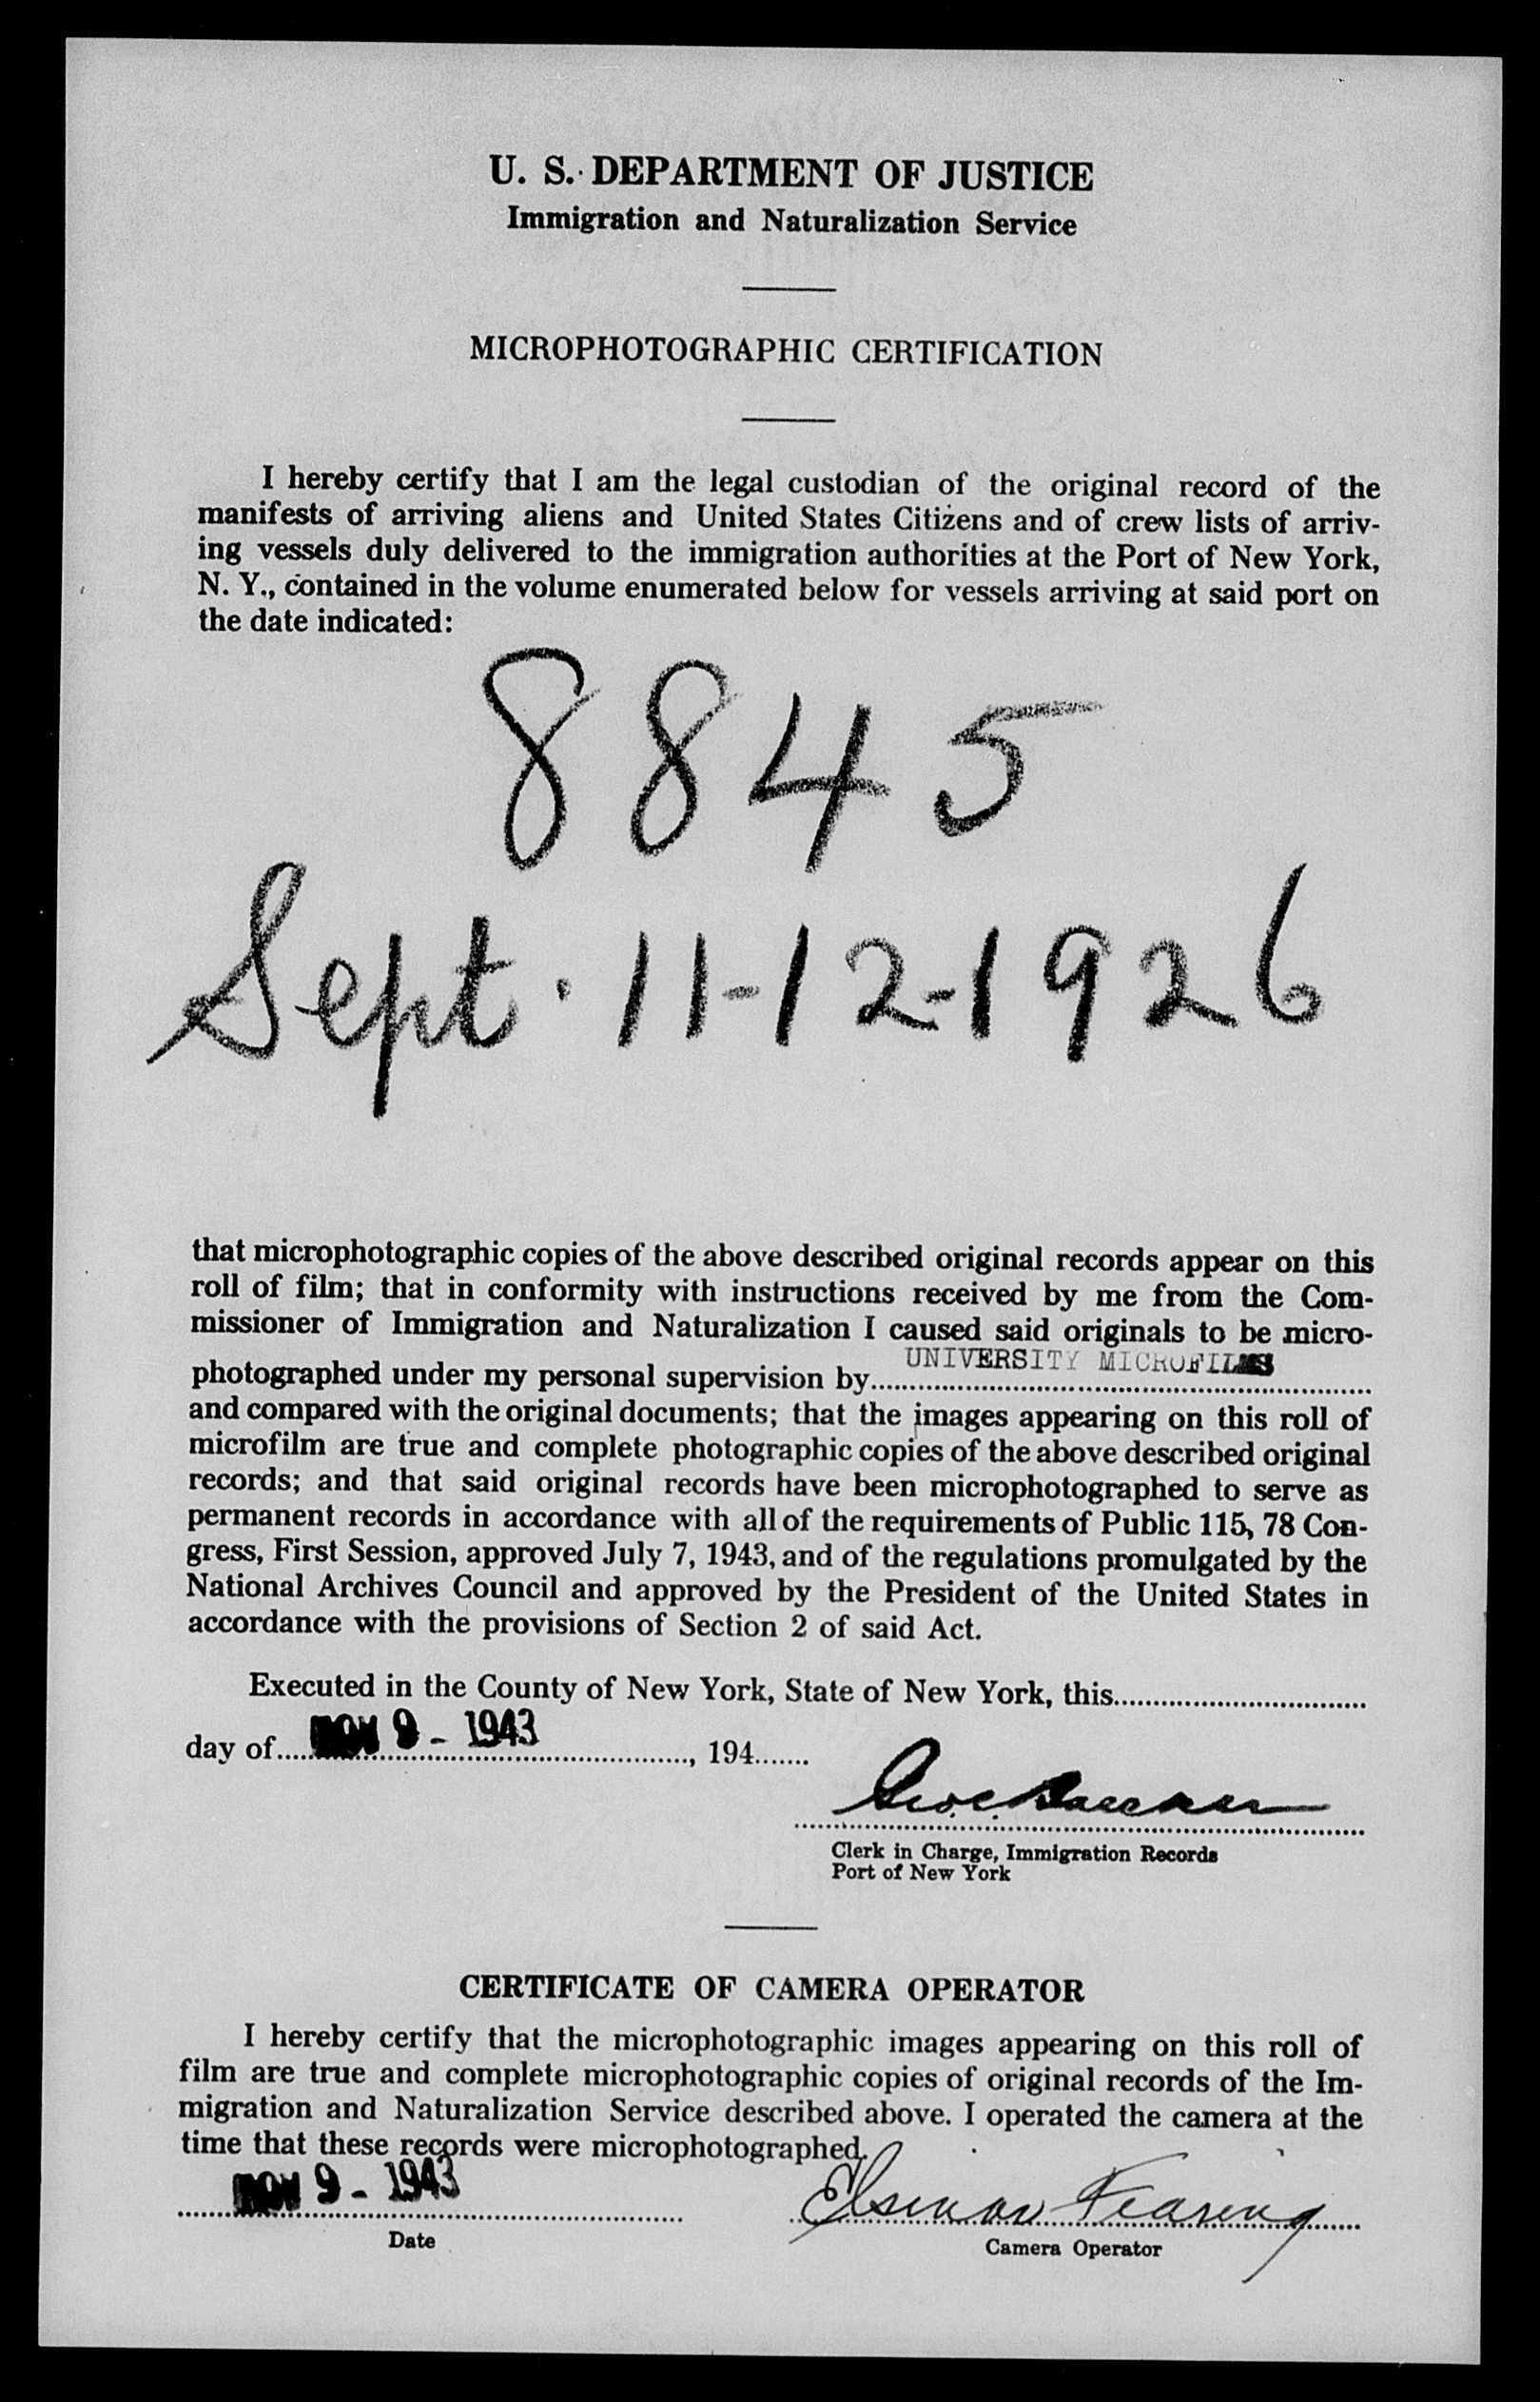 U. S. DEPARTMENT OF JUSTICE
Immigration and Naturalization Service
MICROPHOTOGRAPHIC CERTIFICATION
I hereby certify that I am the legal custodian of the original record of the
manifests of arriving aliens and United States Citizens and of crew lists of arriv-
ing vessels duly delivered to the immigration authorities at the Port of New York,
N. Y., contained in the volume enumerated below for vessels arriving at said port on
the date indicated:
8845
Sept. 11-12-1926
that microphotographic copies of the above described original records appear on this
roll of film; that in conformity with instructions received by me from the Com-
missioner of Immigration and Naturalization I caused said originals to be micro-
UNIVERSITY MICROFILMS
photographed under my personal supervision by
and compared with the original documents; that the images appearing on this roll of
microfilm are true and complete photographic copies of the above described original
records; and that said original records have been microphotographed to serve as
permanent records in accordance with all of the requirements of Public 115, 78 Con-
gress, First Session, approved July 7, 1943, and of the regulations promulgated by the
National Archives Council and approved by the President of the United States in
accordance with the provisions of Section 2 of said Act.
Executed in the County of New York, State of New York, this
day of NOV 9 - 1943, 194
Clerk in Charge, Immigration Records
Port of New York
CERTIFICATE OF CAMERA OPERATOR
I hereby certify that the microphotographic images appearing on this roll of
film are true and complete microphotographic copies of original records of the Im-
migration and Naturalization Service described above. I operated the camera at the
time that these records were microphotographed.
NOV 9 - 1943
Date
Camera Operator